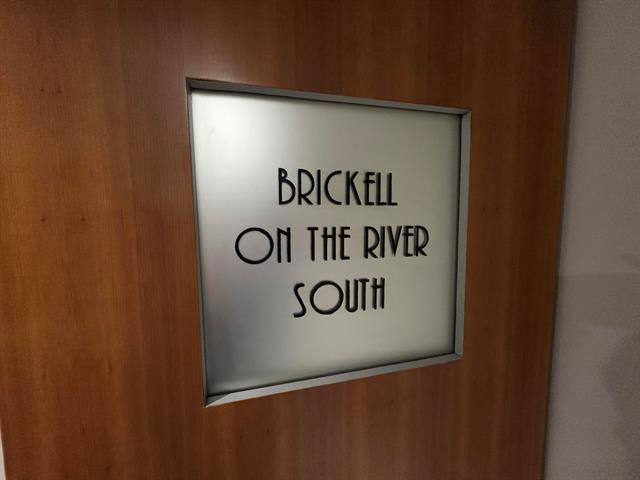 BRICKELL
ON THE RIVER
SOUTH